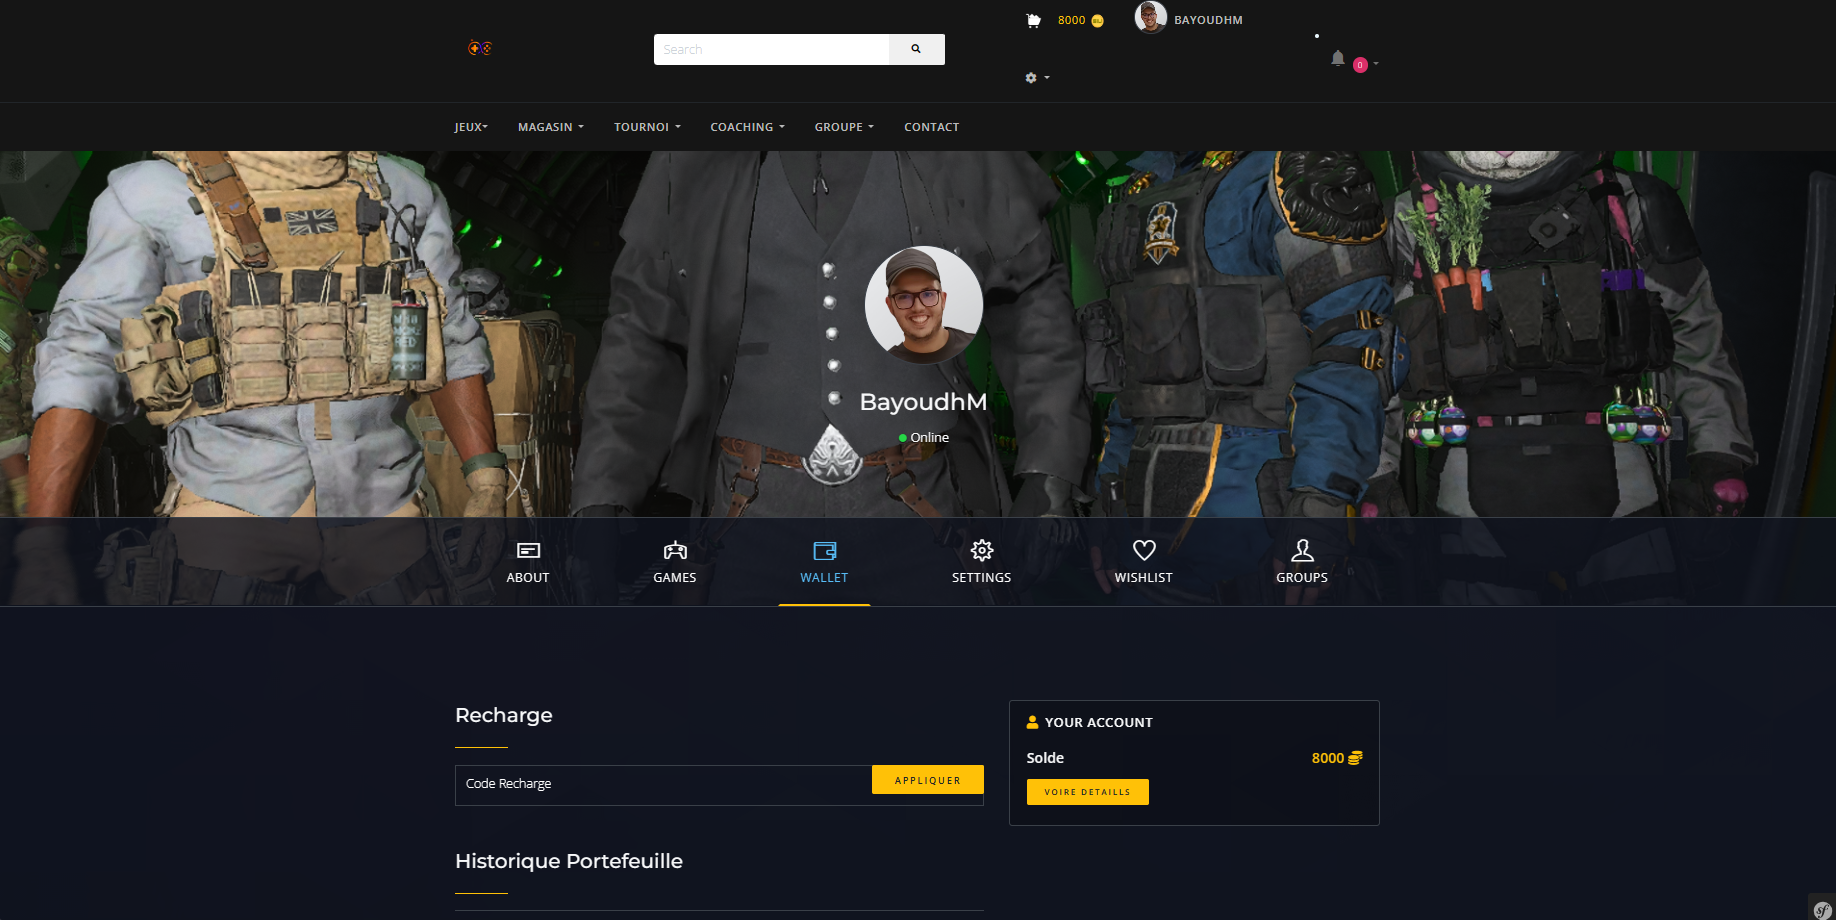 8000
BAYOUDHM
Search
0
JEUX
MAGASIN
TOURNOI
COACHING
GROUPE
CONTACT
BayoudhM
Online
ABOUT
GAMES
WALLET
SETTINGS
WISHLIST
GROUPS
Recharge
YOUR ACCOUNT
Solde 8000
Code Recharge
APPLIQUER
VOIRE DETAILLS
Historique Portefeuille
sf